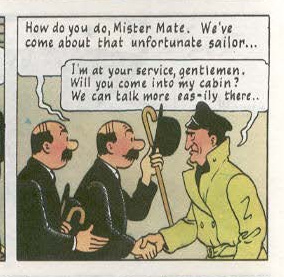 How do you do, Mister Mate. We've
come about that unfortunate sailor...
I'm at your service, gentlemen.
Will you come into my cabin?
We can talk more eas-ily there..